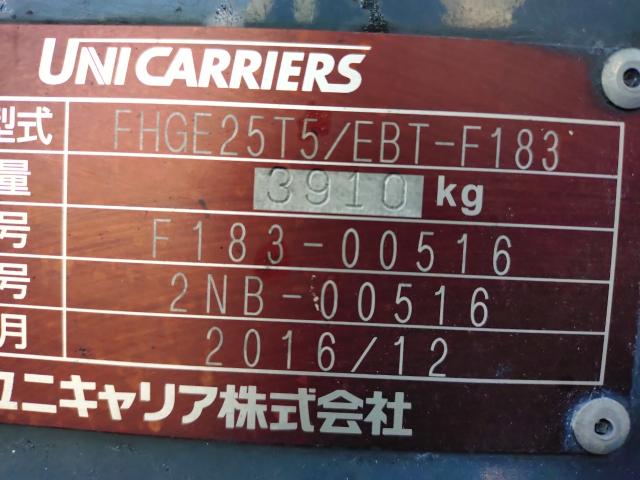 UNICARRIERS
型式 FHGE25T5/EBT-F183
量 3910 kg
号 F183-00516
号 2NB-00516
月 2016/12
ユニキャリア株式会社